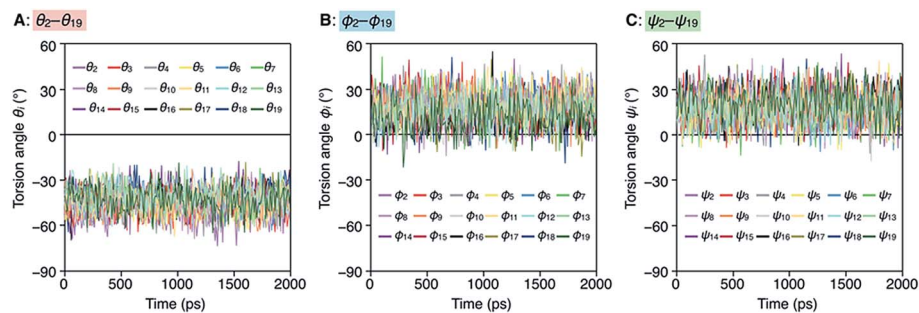 A: θ2–θ19
60
30
0
−30
−60
−90
Torsion angle θi (°)
θ2 θ3 θ4 θ5 θ6 θ7
θ8 θ9 θ10 θ11 θ12 θ13
θ14 θ15 θ16 θ17 θ18 θ19
0 500 1000 1500 2000
Time (ps)
B: ϕ2–ϕ19
60
30
0
−30
−60
−90
Torsion angle ϕi (°)
ϕ2 ϕ3 ϕ4 ϕ5 ϕ6 ϕ7
ϕ8 ϕ9 ϕ10 ϕ11 ϕ12 ϕ13
ϕ14 ϕ15 ϕ16 ϕ17 ϕ18 ϕ19
0 500 1000 1500 2000
Time (ps)
C: ψ2–ψ19
60
30
0
−30
−60
−90
Torsion angle ψi (°)
ψ2 ψ3 ψ4 ψ5 ψ6 ψ7
ψ8 ψ9 ψ10 ψ11 ψ12 ψ13
ψ14 ψ15 ψ16 ψ17 ψ18 ψ19
0 500 1000 1500 2000
Time (ps)